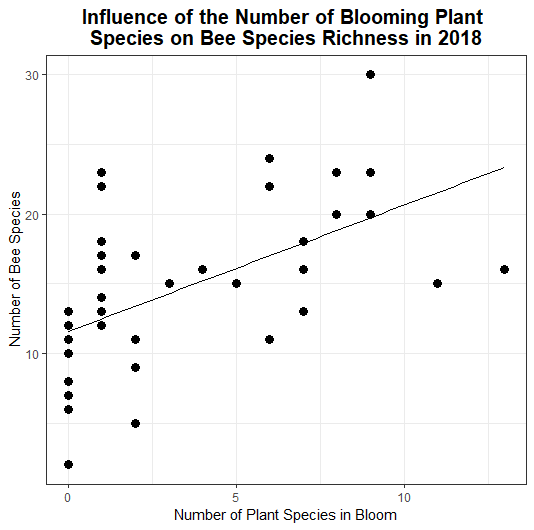 Influence of the Number of Blooming Plant
Species on Bee Species Richness in 2018
30
20
10
Number of Bee Species
0
5
10
Number of Plant Species in Bloom